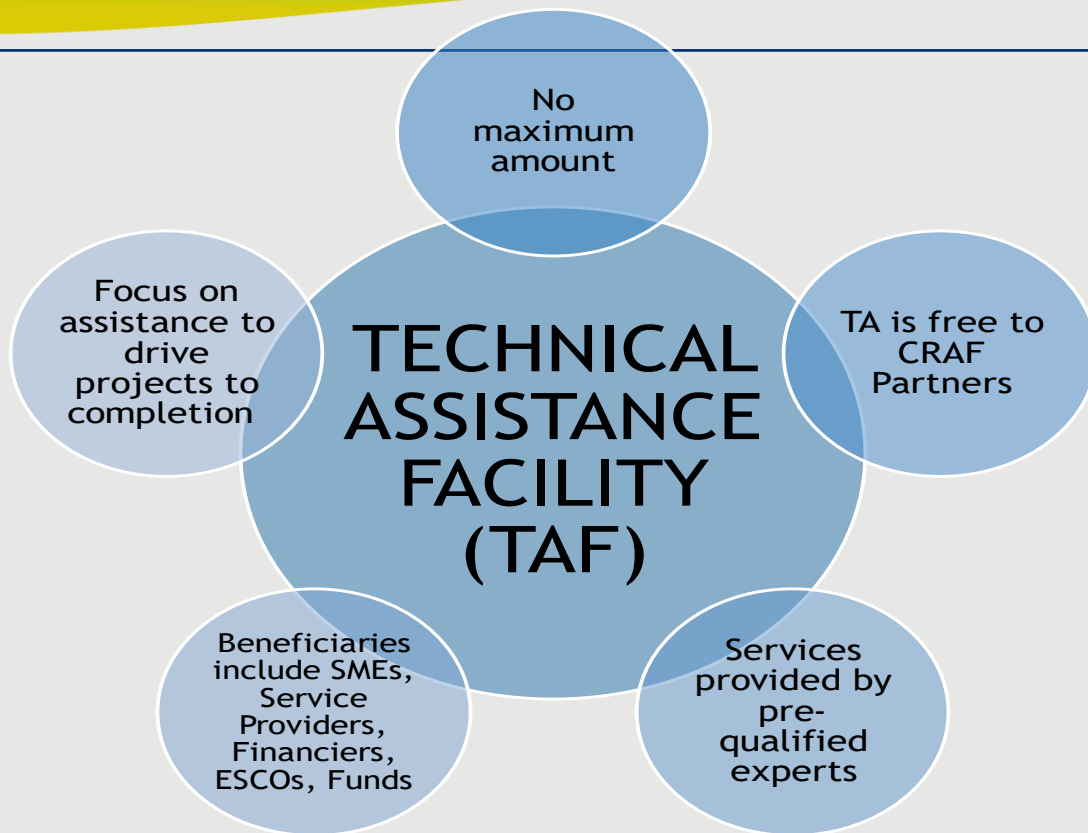 No
maximum
amount
TA is free to
CRAF
Partners
Services
provided by
pre-
qualified
experts
Beneficiaries
include SMEs,
Service
Providers,
Financiers,
ESCOs, Funds
Focus on
assistance to
drive
projects to
completion
TECHNICAL
ASSISTANCE
FACILITY
(TAF)